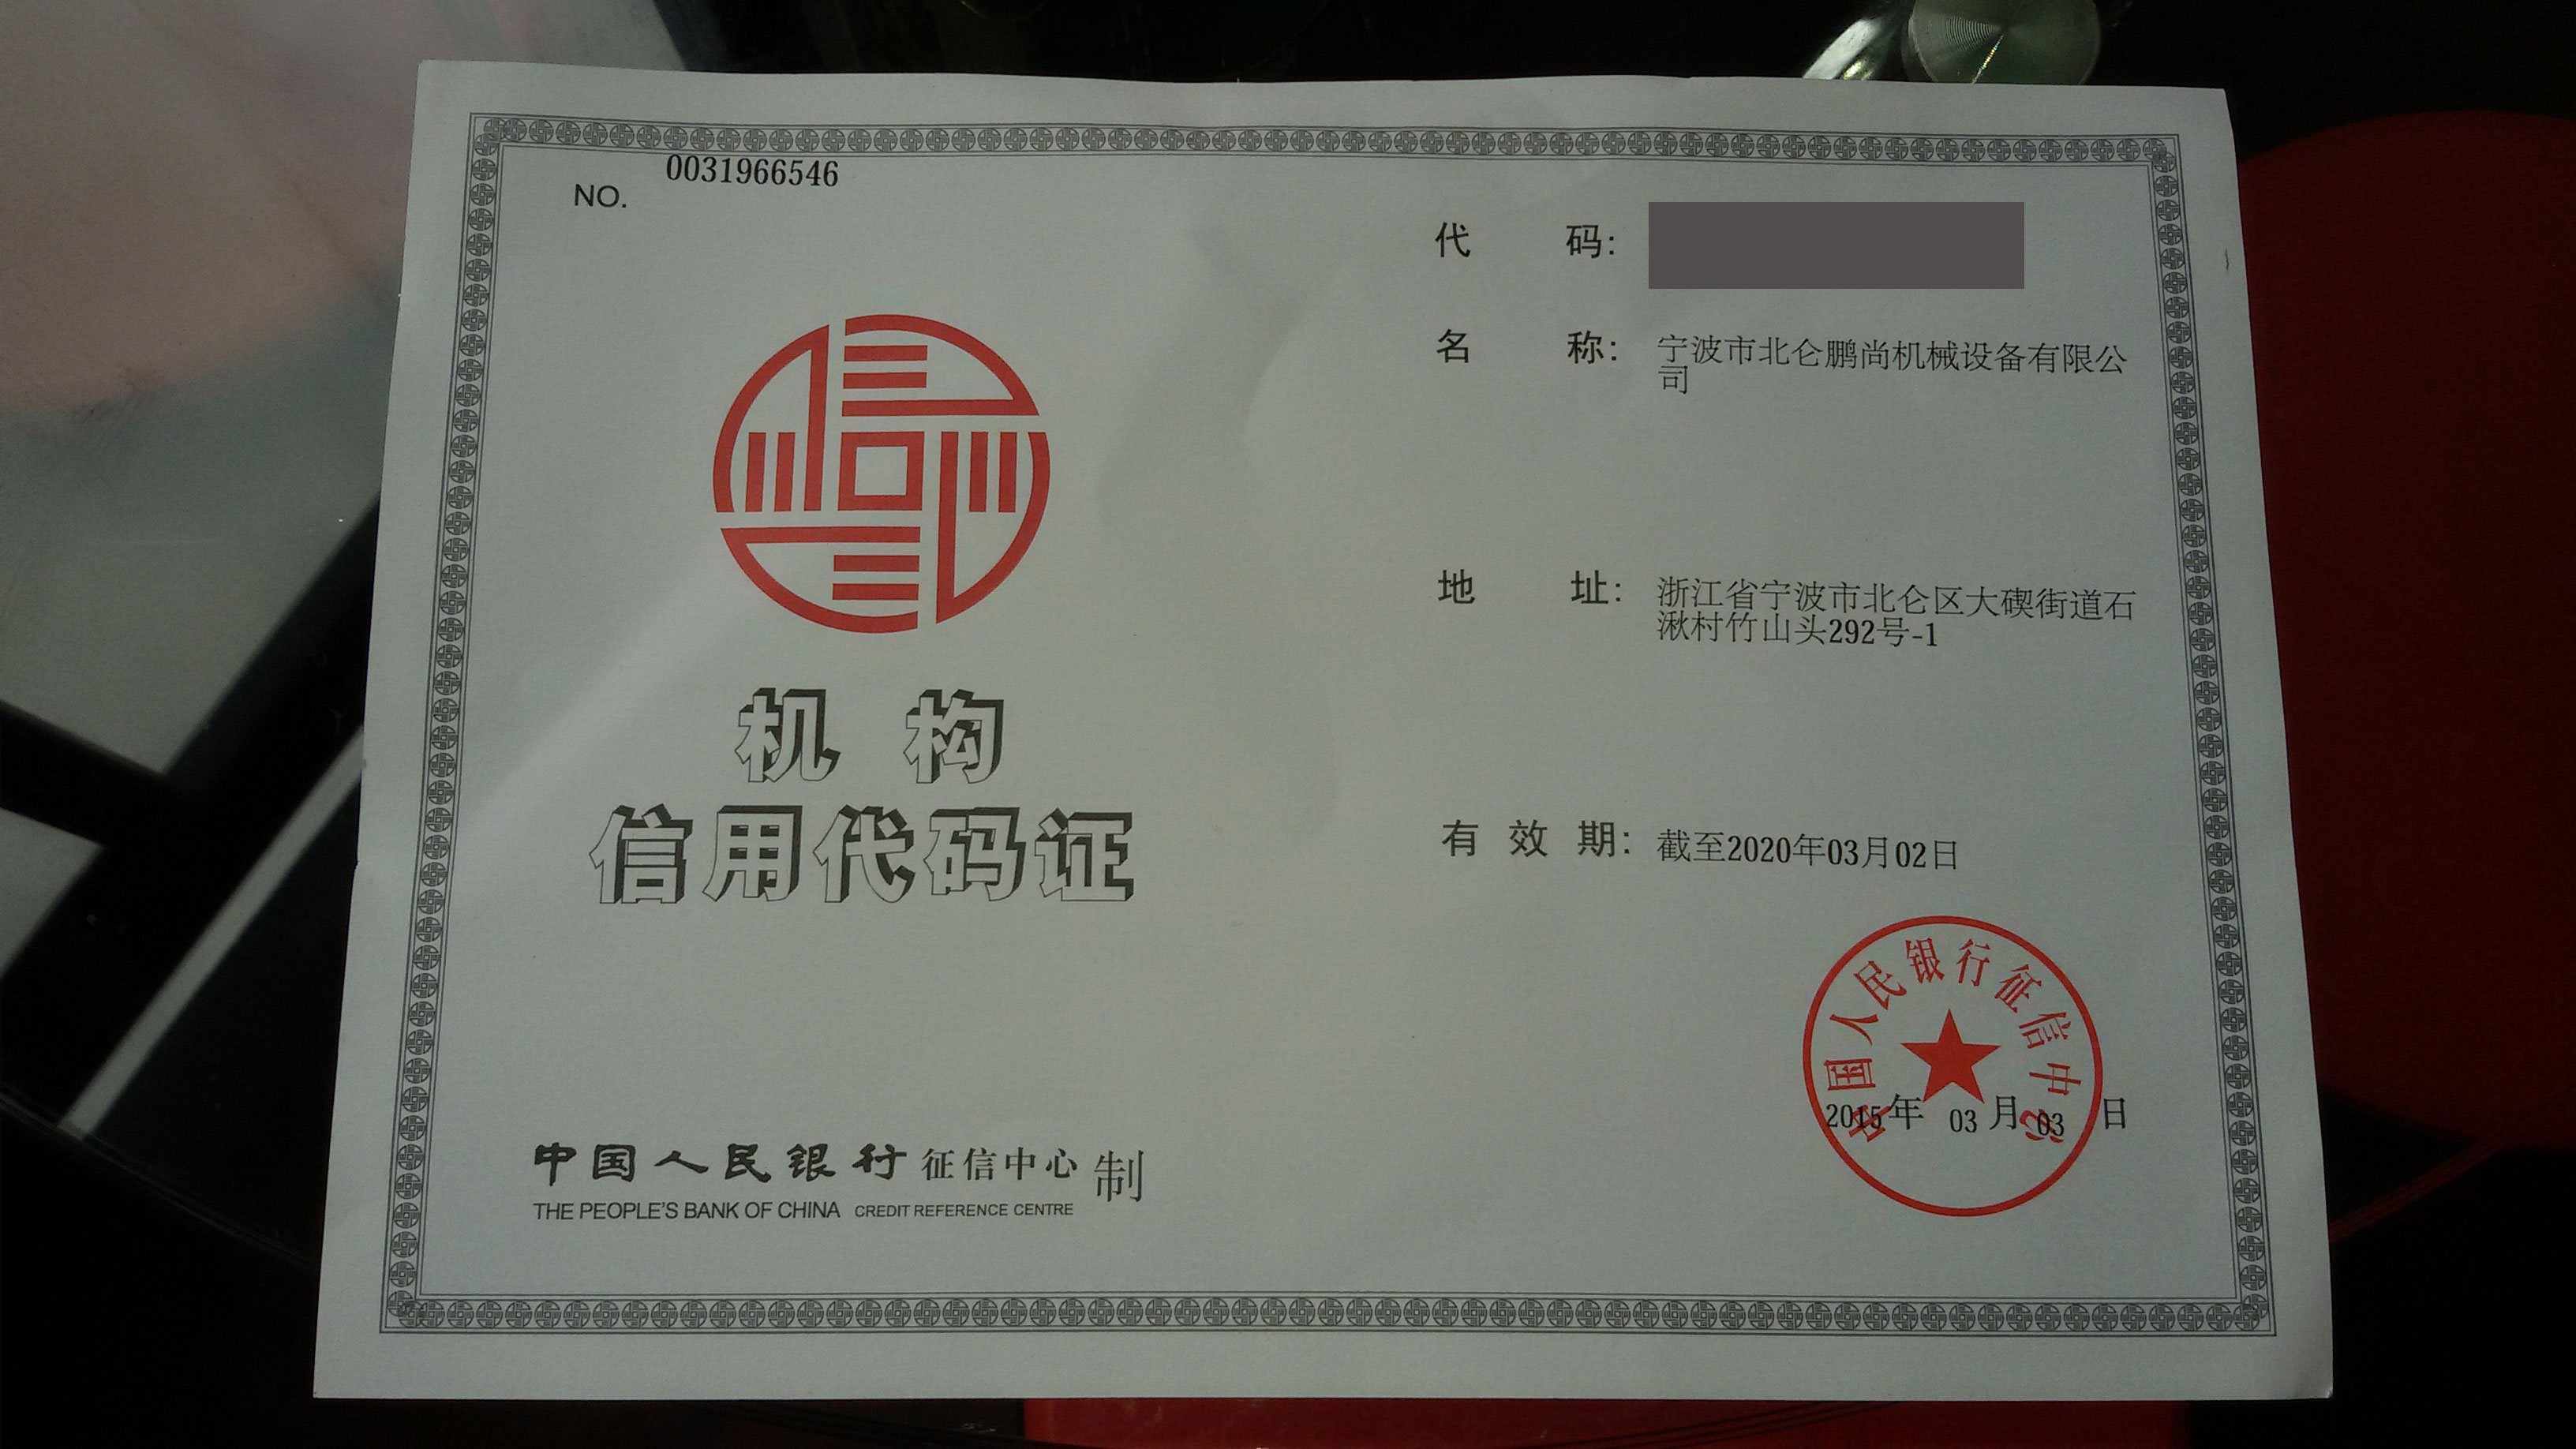 NO. 0031966546
机 构
信用代码证
中国人民银行 征信中心 制
THE PEOPLE'S BANK OF CHINA CREDIT REFERENCE CENTRE
代 码:
名 称: 宁波市北仑鹏尚机械设备有限公
司
地 址: 浙江省宁波市北仑区大碶街道石
湫村竹山头292号-1
有 效 期: 截至2020年03月02日
中国人民银行征信中心
2015年 03月03 日